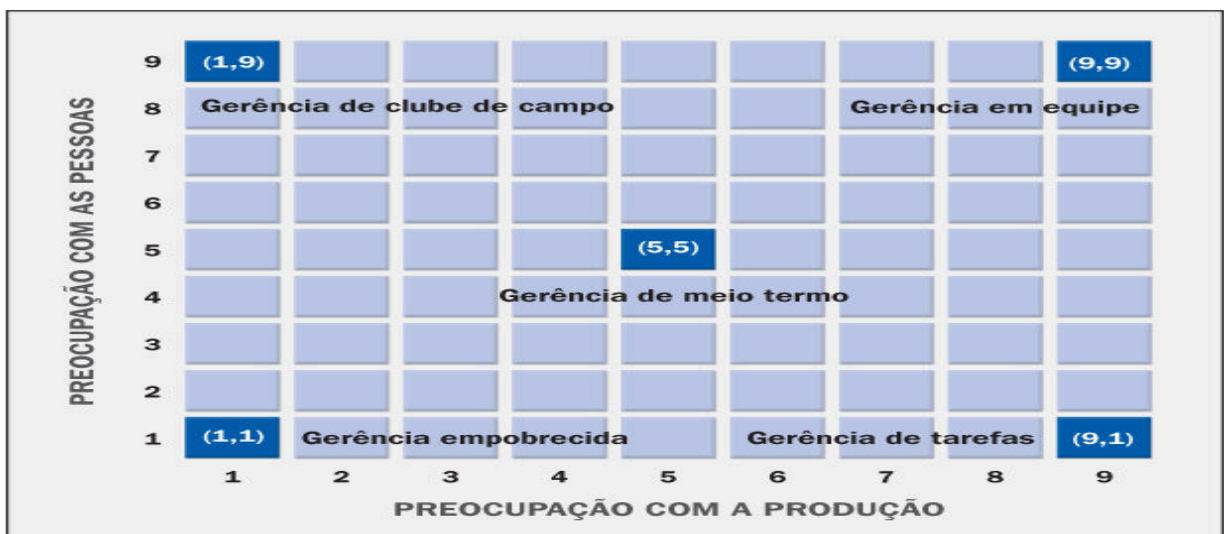 PREOCUPAÇÃO COM AS PESSOAS
9 (1,9) (9,9)
8 Gerência de clube de campo Gerência em equipe
7
6
5 (5,5)
4 Gerência de meio termo
3
2
1 (1,1) Gerência empobrecida Gerência de tarefas (9,1)
1 2 3 4 5 6 7 8 9
PREOCUPAÇÃO COM A PRODUÇÃO